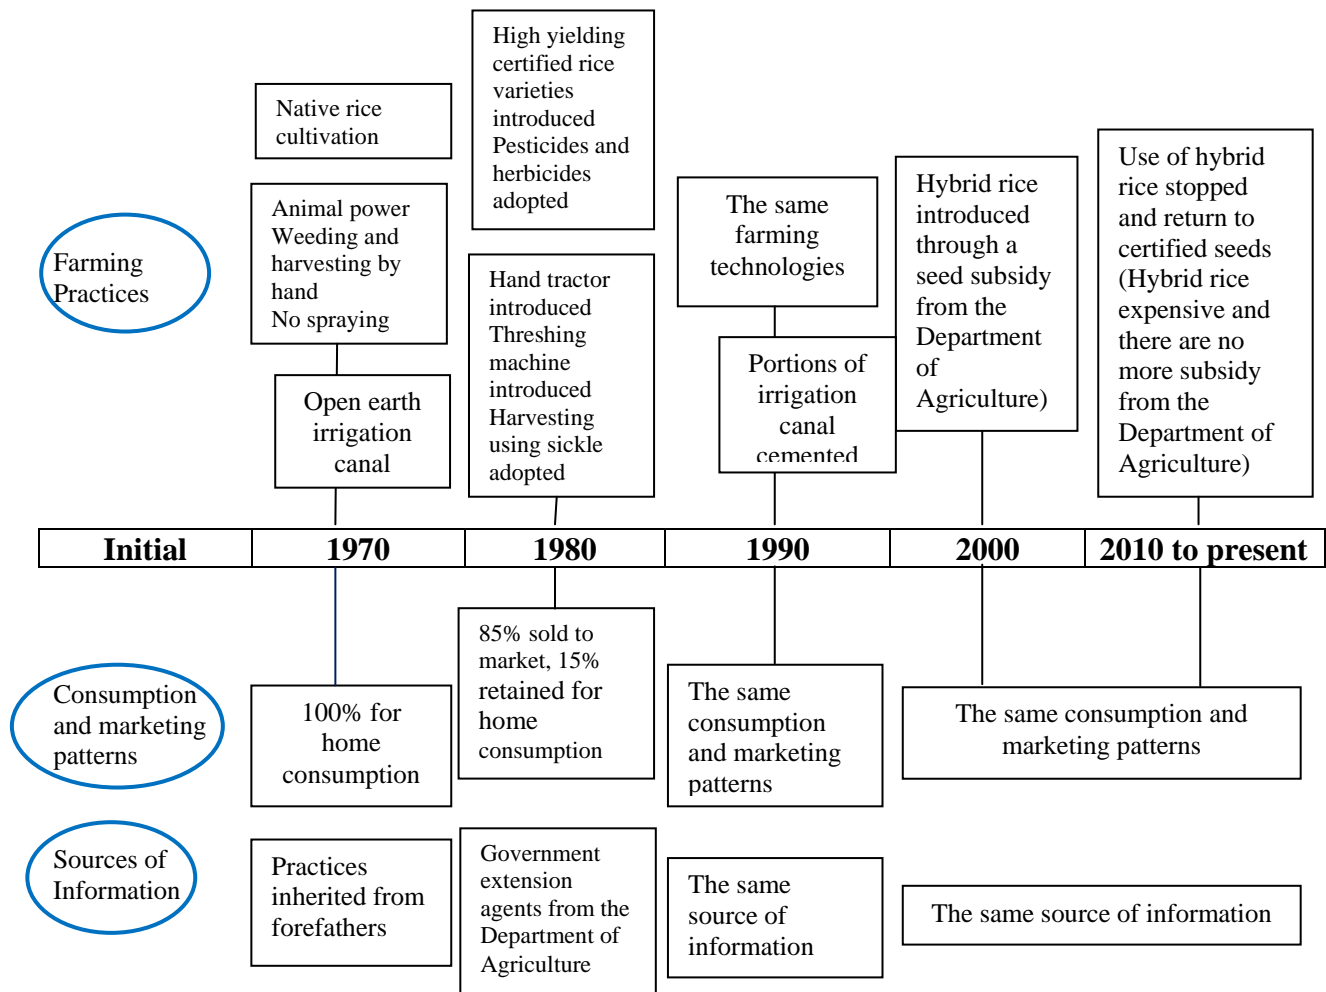 Farming
Practices
Native rice
cultivation
Animal power
Weeding and
harvesting by
hand
No spraying
Open earth
irrigation
canal
High yielding
certified rice
varieties
introduced
Pesticides and
herbicides
adopted
Hand tractor
introduced
Threshing
machine
introduced
Harvesting
using sickle
adopted
The same
farming
technologies
Portions of
irrigation
canal
cemented
Hybrid rice
introduced
through a
seed subsidy
from the
Department
of
Agriculture)
Use of hybrid
rice stopped
and return to
certified seeds
(Hybrid rice
expensive and
there are no
more subsidy
from the
Department of
Agriculture)
Initial 1970 1980 1990 2000 2010 to present
Consumption
and marketing
patterns
100% for
home
consumption
85% sold to
market, 15%
retained for
home
consumption
The same
consumption
and marketing
patterns
The same consumption and
marketing patterns
Sources of
Information
Practices
inherited from
forefathers
Government
extension
agents from the
Department of
Agriculture
The same
source of
information
The same source of information